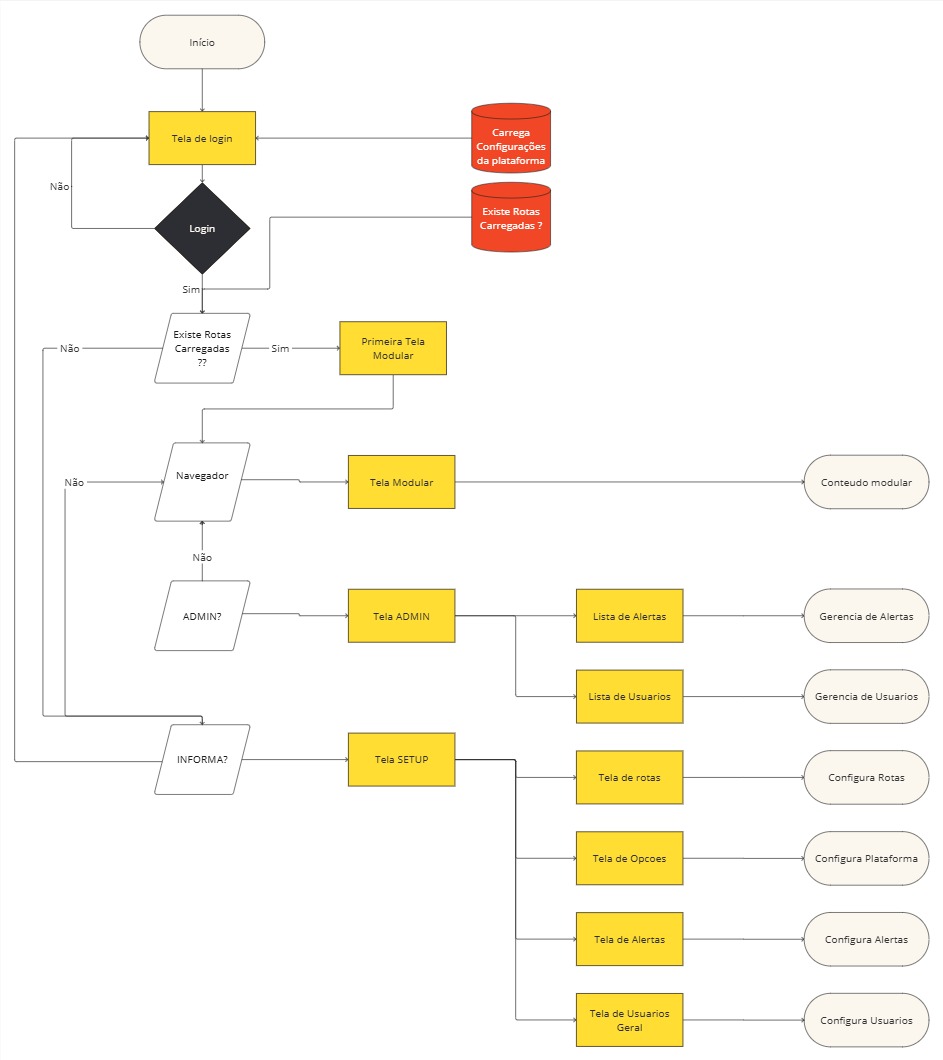 Início
Tela de login
Carrega
Configurações
da plataforma
Não
Login
Existe Rotas
Carregadas ?
Sim
Existe Rotas
Carregadas
??
Não
Sim
Primeira Tela
Modular
Não
Navegador
Tela Modular
Conteudo modular
Não
ADMIN?
Tela ADMIN
Lista de Alertas
Gerencia de Alertas
Lista de Usuarios
Gerencia de Usuarios
INFORMA?
Tela SETUP
Tela de rotas
Configura Rotas
Tela de Opcoes
Configura Plataforma
Tela de Alertas
Configura Alertas
Tela de Usuarios
Geral
Configura Usuarios